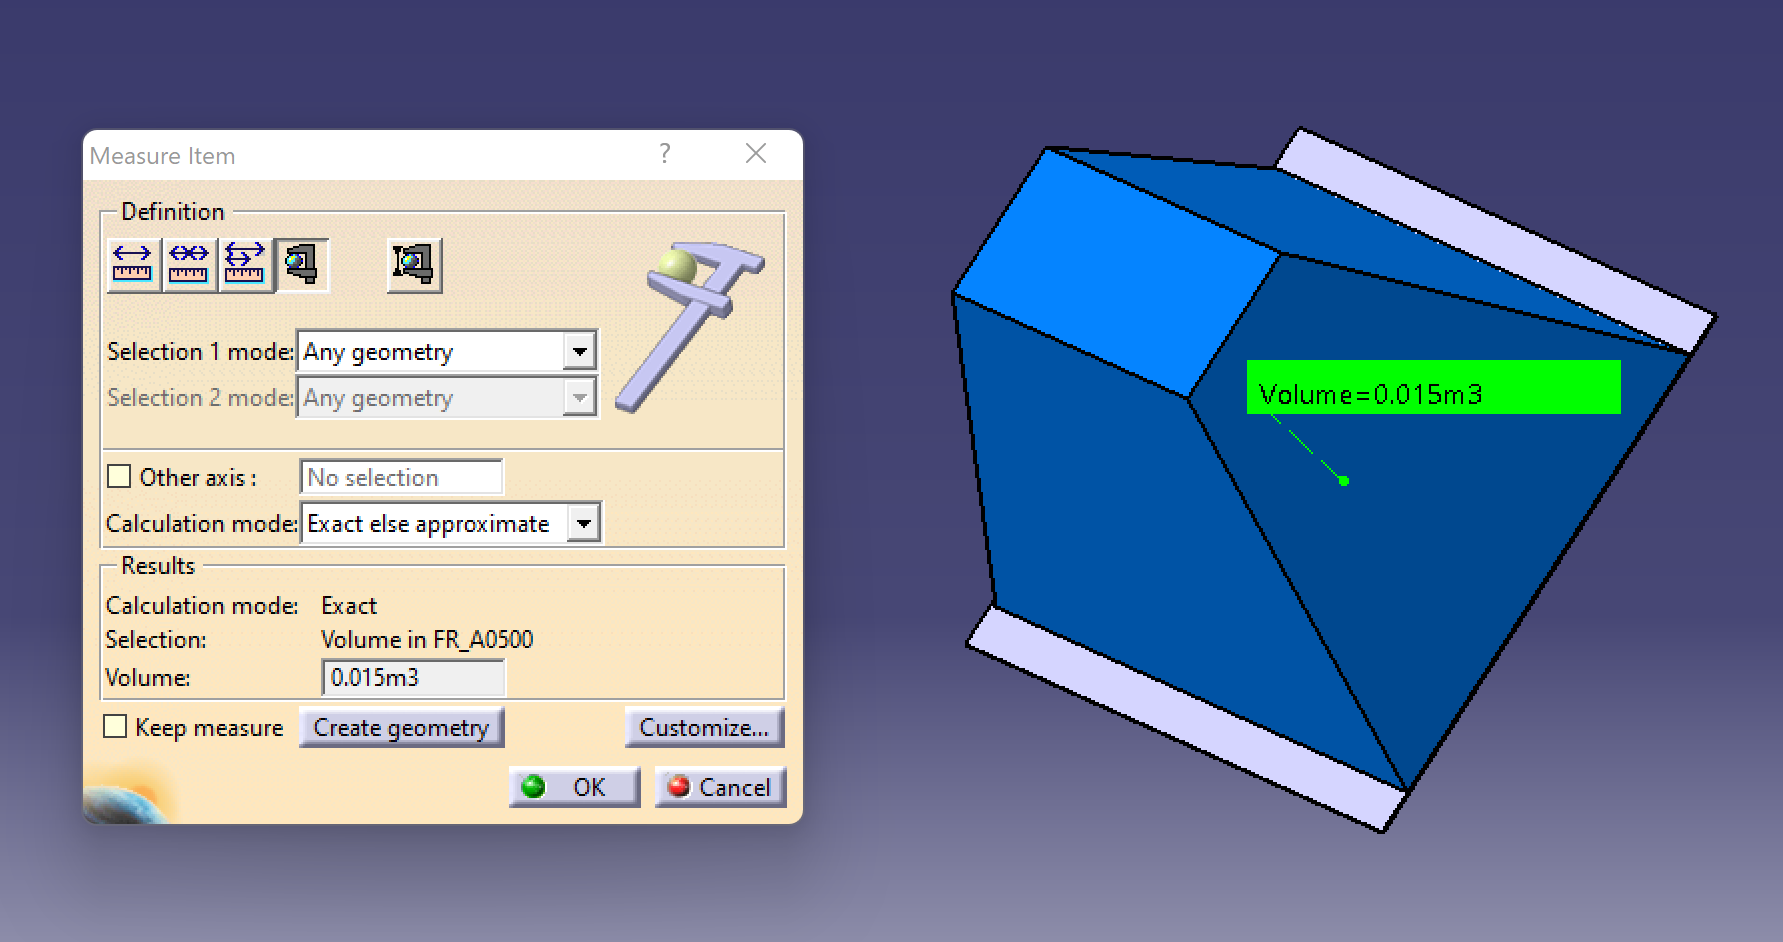 Measure Item
?
Definition
Selection 1 mode: Any geometry
Selection 2 mode: Any geometry
Other axis : No selection
Calculation mode: Exact else approximate
Results
Calculation mode: Exact
Selection: Volume in FR_A0500
Volume: 0.015m3
Keep measure Create geometry Customize...
OK Cancel
Volume=0.015m3